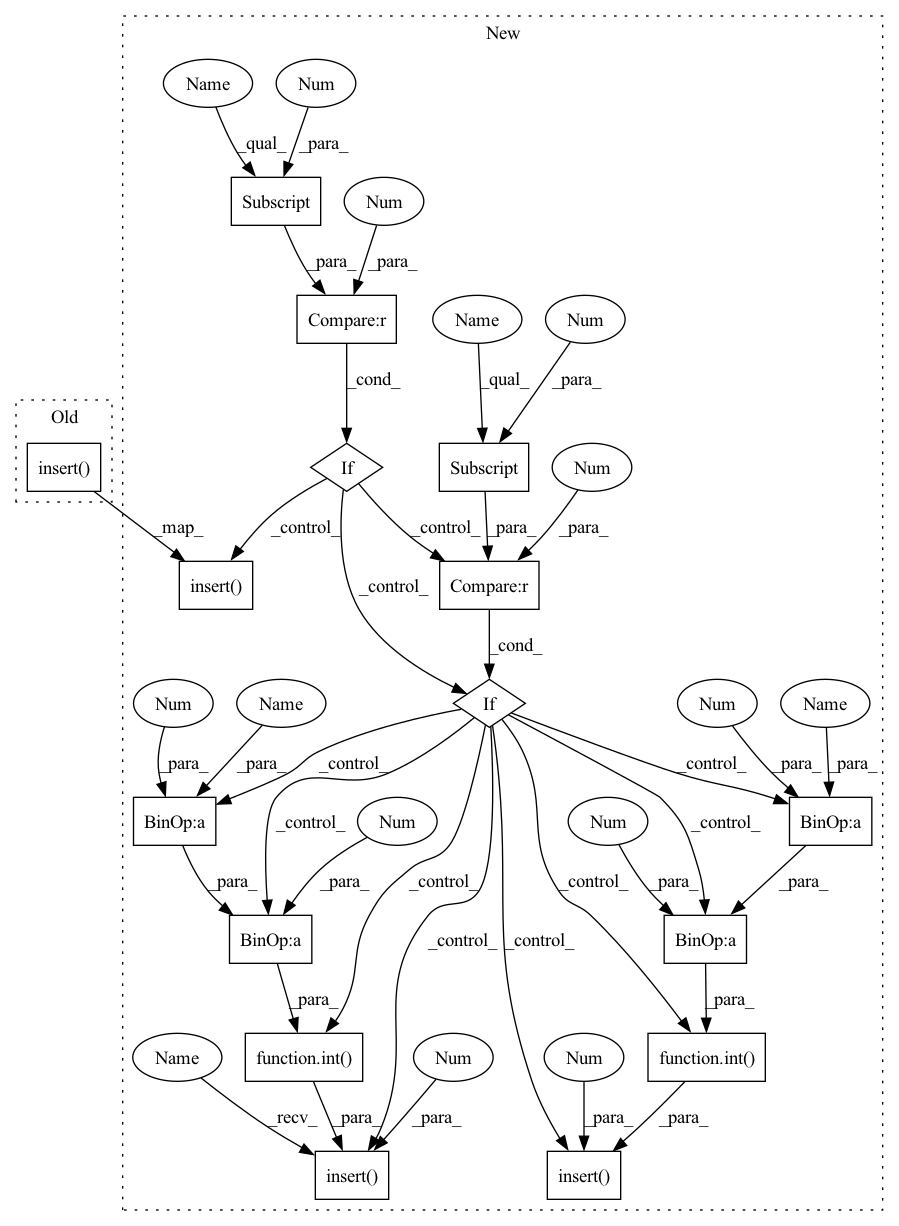 New
Name
Num
_qual_
_para_
Subscript
Num
_para_
_para_
Compare:r
Name
Num
_cond_
_qual_
_para_
Old
insert()
If
Subscript
Num
_map_
_control_
_control_
_para_
_para_
insert()
_control_
Compare:r
_cond_
Num
Name
If
Num
Name
_para_
_para_
_control_
_control_
_para_
_para_
BinOp:a
Num
Num
BinOp:a
_control_
_control_
_para_
_para_
_control_
_control_
_para_
_para_
BinOp:a
BinOp:a
_control_
_control_
_para_
_para_
Name
function.int()
Num
Num
function.int()
_recv_
_para_
_para_
_para_
_para_
insert()
insert()